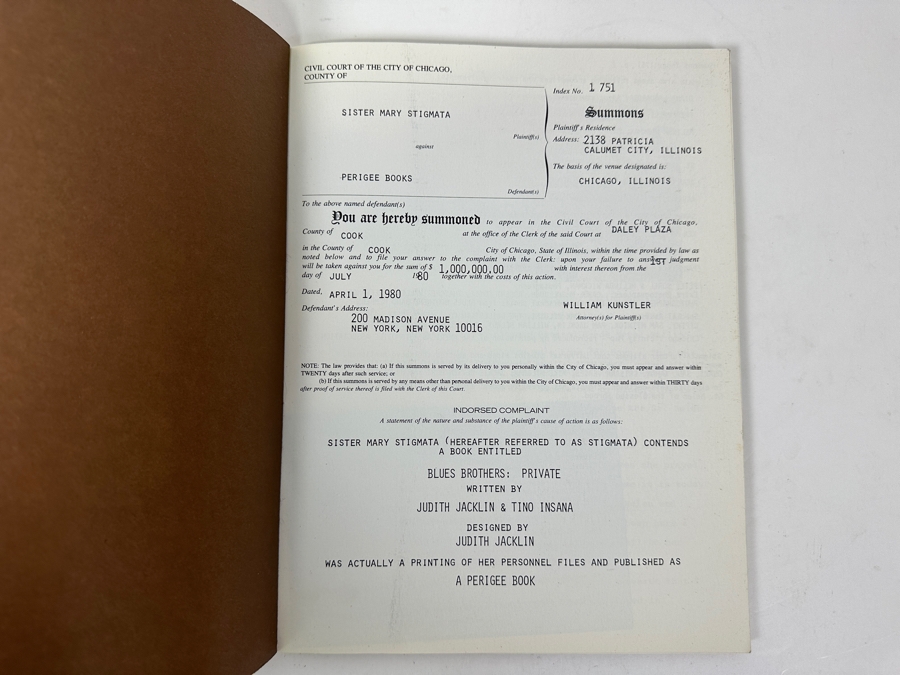 CIVIL COURT OF THE CITY OF CHICAGO,
COUNTY OF
Index No. 1 751
SISTER MARY STIGMATA
Plaintiff(s)
against
PERIGEE BOOKS
Defendant(s)
Summons
Plaintiff's Residence
Address: 2138 PATRICIA
CALUMET CITY, ILLINOIS
The basis of the venue designated is:
CHICAGO, ILLINOIS
To the above named defendant(s)
You are hereby summoned to appear in the Civil Court of the City of Chicago,
County of COOK at the office of the Clerk of the said Court at DALEY PLAZA
in the County of COOK City of Chicago, State of Illinois, within the time provided by law as
noted below and to file your answer to the complaint with the Clerk: upon your failure to answer judgment
will be taken against you for the sum of $ 1,000,000.00 with interest thereon from the 1ST
day of JULY 1980 together with the costs of this action.
Dated, APRIL 1, 1980
WILLIAM KUNSTLER
Attorney(s) for Plaintiff(s)
Defendant's Address:
200 MADISON AVENUE
NEW YORK, NEW YORK 10016
NOTE: The law provides that: (a) If this summons is served by its delivery to you personally within the City of Chicago, you must appear and answer within
TWENTY days after such service; or
(b) If this summons is served by any means other than personal delivery to you within the City of Chicago, you must appear and answer within THIRTY days
after proof of service thereof is filed with the Clerk of this Court.
INDORSED COMPLAINT
A statement of the nature and substance of the plaintiff's cause of action is as follows:
SISTER MARY STIGMATA (HEREAFTER REFERRED TO AS STIGMATA) CONTENDS
A BOOK ENTITLED
BLUES BROTHERS: PRIVATE
WRITTEN BY
JUDITH JACKLIN & TINO INSANA
DESIGNED BY
JUDITH JACKLIN
WAS ACTUALLY A PRINTING OF HER PERSONNEL FILES AND PUBLISHED AS
A PERIGEE BOOK